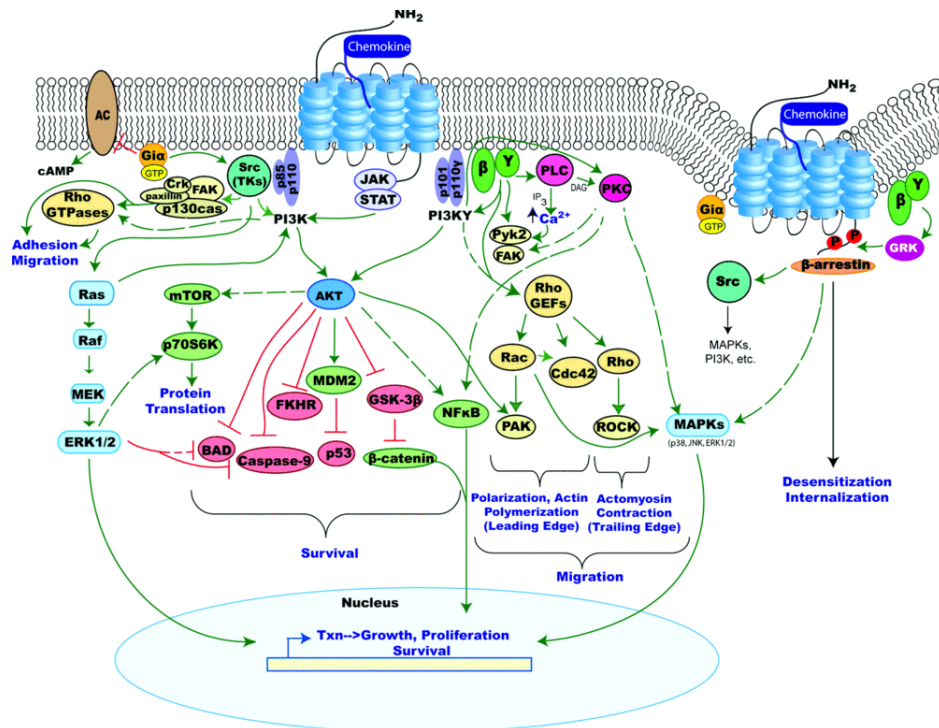 NH2
Chemokine
AC
Giα
GTP
cAMP
Src
(TKs)
p85
p110
JAK
STAT
p101
p110γ
β
Y
PLC
DAG
PKC
IP3
Ca2+
Crk
FAK
paxillin
p130cas
Rho
GTPases
PI3K
PI3KY
Pyk2
FAK
Adhesion
Migration
NH2
Chemokine
Giα
GTP
β
Y
P
P
GRK
β-arrestin
Src
MAPKs,
PI3K, etc.
Ras
mTOR
AKT
Rho
GEFs
Raf
p70S6K
Rac
Cdc42
Rho
MEK
Protein
Translation
FKHR
MDM2
GSK-3β
NFκB
PAK
ROCK
MAPKs
(p38, JNK, ERK1/2)
ERK1/2
BAD
Caspase-9
p53
β-catenin
Polarization, Actin
Polymerization
(Leading Edge)
Actomyosin
Contraction
(Trailing Edge)
Desensitization
Internalization
Survival
Migration
Nucleus
Txn-->Growth, Proliferation
Survival